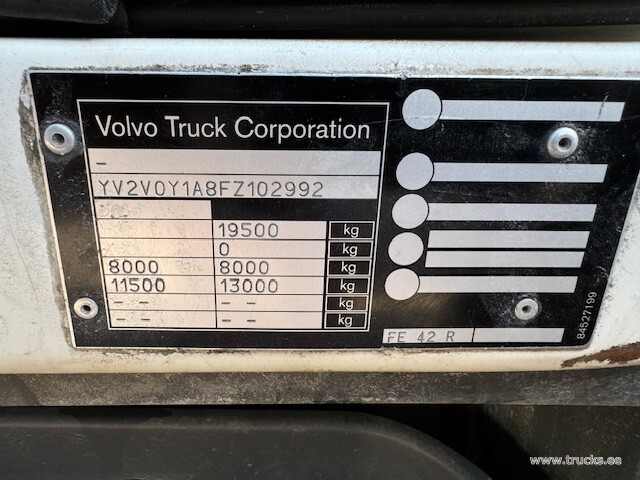 Volvo Truck Corporation
-
YV2V0Y1A8FZ102992
19500 kg
0 kg
8000 8000 kg
11500 13000 kg
- - - - kg
- - - - kg
FE 42 R
84527199
www.trucks.ee